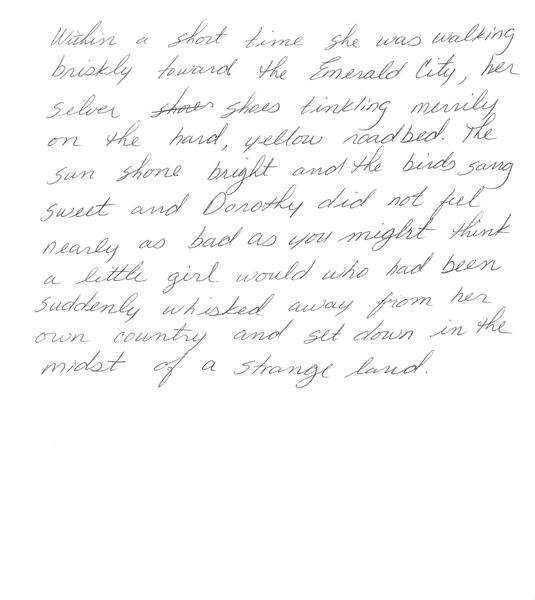 Within a short time she was walking
briskly toward the Emerald City, her
silver shoes tinkling merrily
on the hard, yellow roadbed. The
sun shone bright and the birds sang
sweet and Dorothy did not feel
nearly as bad as you might think
a little girl would who had been
suddenly whisked away from her
own country and set down in the
midst of a strange land.